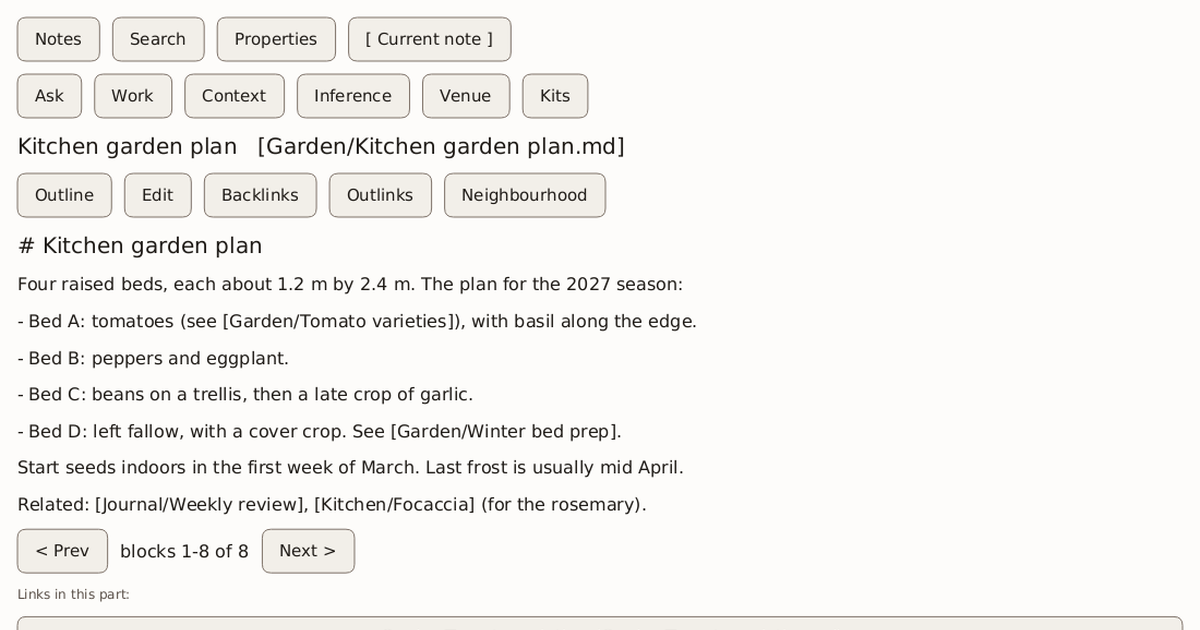 Notes Search Properties [ Current note ]
Ask Work Context Inference Venue Kits
Kitchen garden plan [Garden/Kitchen garden plan.md]
Outline Edit Backlinks Outlinks Neighbourhood
# Kitchen garden plan
Four raised beds, each about 1.2 m by 2.4 m. The plan for the 2027 season:
- Bed A: tomatoes (see [Garden/Tomato varieties]), with basil along the edge.
- Bed B: peppers and eggplant.
- Bed C: beans on a trellis, then a late crop of garlic.
- Bed D: left fallow, with a cover crop. See [Garden/Winter bed prep].
Start seeds indoors in the first week of March. Last frost is usually mid April.
Related: [Journal/Weekly review], [Kitchen/Focaccia] (for the rosemary).
< Prev blocks 1-8 of 8 Next >
Links in this part: